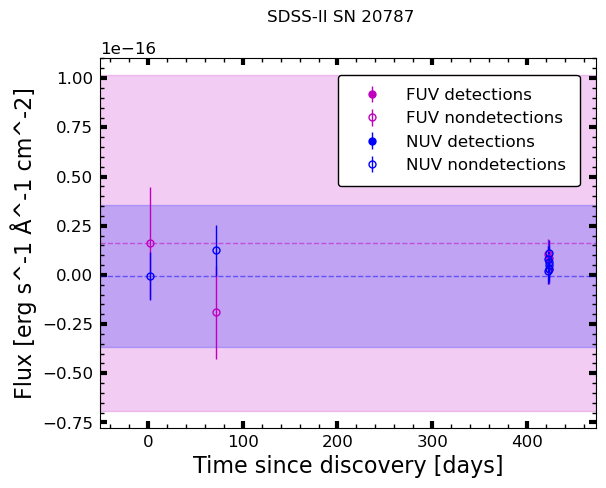 SDSS-II SN 20787
1e−16
1.00
0.75
0.50
0.25
0.00
−0.25
−0.50
−0.75
Flux [erg s^-1 Å^-1 cm^-2]
FUV detections
FUV nondetections
NUV detections
NUV nondetections
0 100 200 300 400
Time since discovery [days]